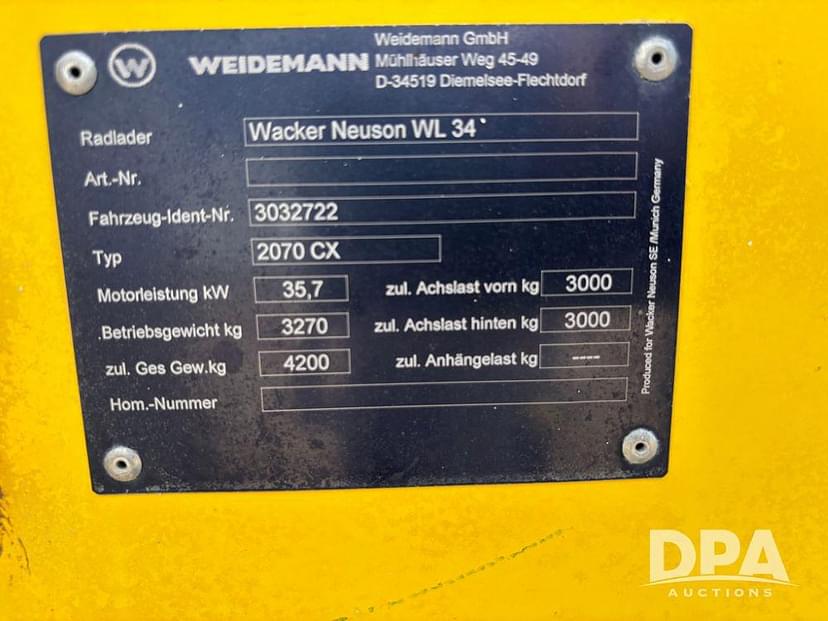 W WEIDEMANN
Weidemann GmbH
Mühlhäuser Weg 45-49
D-34519 Diemelsee-Flechtdorf
Radlader Wacker Neuson WL 34
Art.-Nr.
Fahrzeug-Ident-Nr. 3032722
Typ 2070 CX
Motorleistung kW 35,7 zul. Achslast vorn kg 3000
Betriebsgewicht kg 3270 zul. Achslast hinten kg 3000
zul. Ges Gew.kg 4200 zul. Anhängelast kg ----
Hom.-Nummer
Produced for Wacker Neuson SE /Munich Germany
DPA
AUCTIONS